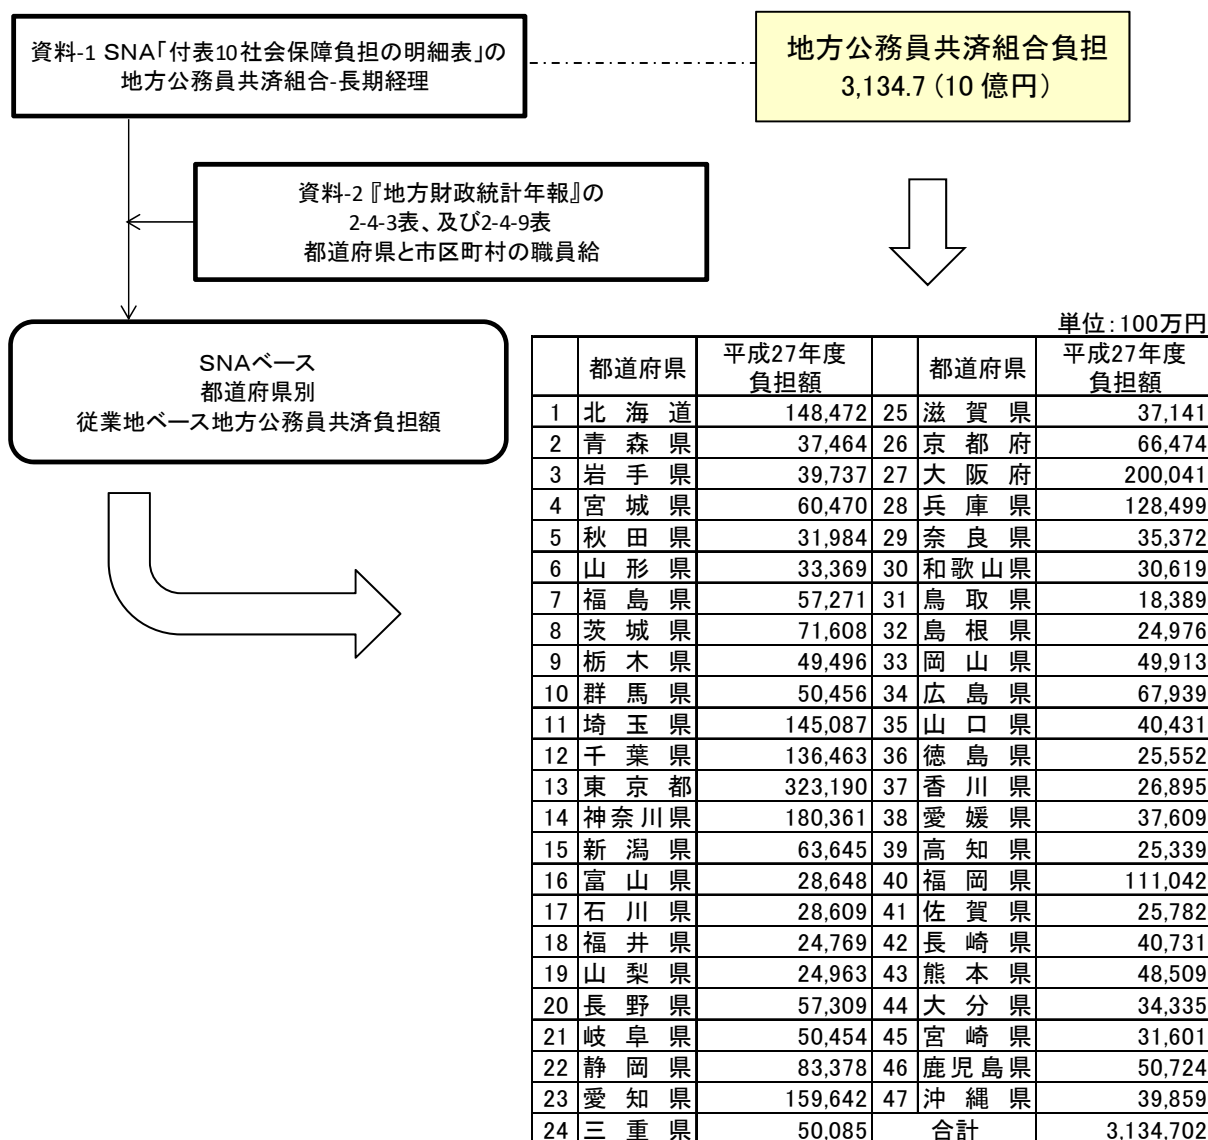 資料-1 SNA「付表10社会保障負担の明細表」の
地方公務員共済組合-長期経理
地方公務員共済組合負担
3,134.7 (10 億円)
資料-2『地方財政統計年報』の
2-4-3表、及び2-4-9表
都道府県と市区町村の職員給
SNAベース
都道府県別
従業地ベース地方公務員共済負担額
単位:100万円
都道府県 平成27年度 負担額 都道府県 平成27年度 負担額
1 北海道 148,472 25 滋賀県 37,141
2 青森県 37,464 26 京都府 66,474
3 岩手県 39,737 27 大阪府 200,041
4 宮城県 60,470 28 兵庫県 128,499
5 秋田県 31,984 29 奈良県 35,372
6 山形県 33,369 30 和歌山県 30,619
7 福島県 57,271 31 鳥取県 18,389
8 茨城県 71,608 32 島根県 24,976
9 栃木県 49,496 33 岡山県 49,913
10 群馬県 50,456 34 広島県 67,939
11 埼玉県 145,087 35 山口県 40,431
12 千葉県 136,463 36 徳島県 25,552
13 東京都 323,190 37 香川県 26,895
14 神奈川県 180,361 38 愛媛県 37,609
15 新潟県 63,645 39 高知県 25,339
16 富山県 28,648 40 福岡県 111,042
17 石川県 28,609 41 佐賀県 25,782
18 福井県 24,769 42 長崎県 40,731
19 山梨県 24,963 43 熊本県 48,509
20 長野県 57,309 44 大分県 34,335
21 岐阜県 50,454 45 宮崎県 31,601
22 静岡県 83,378 46 鹿児島県 50,724
23 愛知県 159,642 47 沖縄県 39,859
24 三重県 50,085 合計 3,134,702